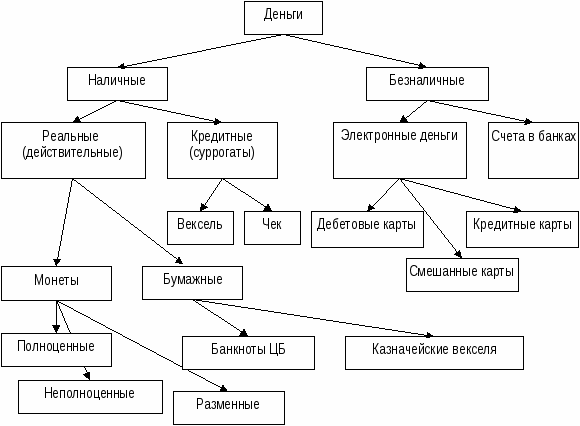 Деньги
Наличные
Безналичные
Реальные
(действительные)
Кредитные
(суррогаты)
Электронные деньги
Счета в банках
Вексель
Чек
Дебетовые карты
Кредитные карты
Смешанные карты
Монеты
Бумажные
Полноценные
Банкноты ЦБ
Казначейские векселя
Неполноценные
Разменные